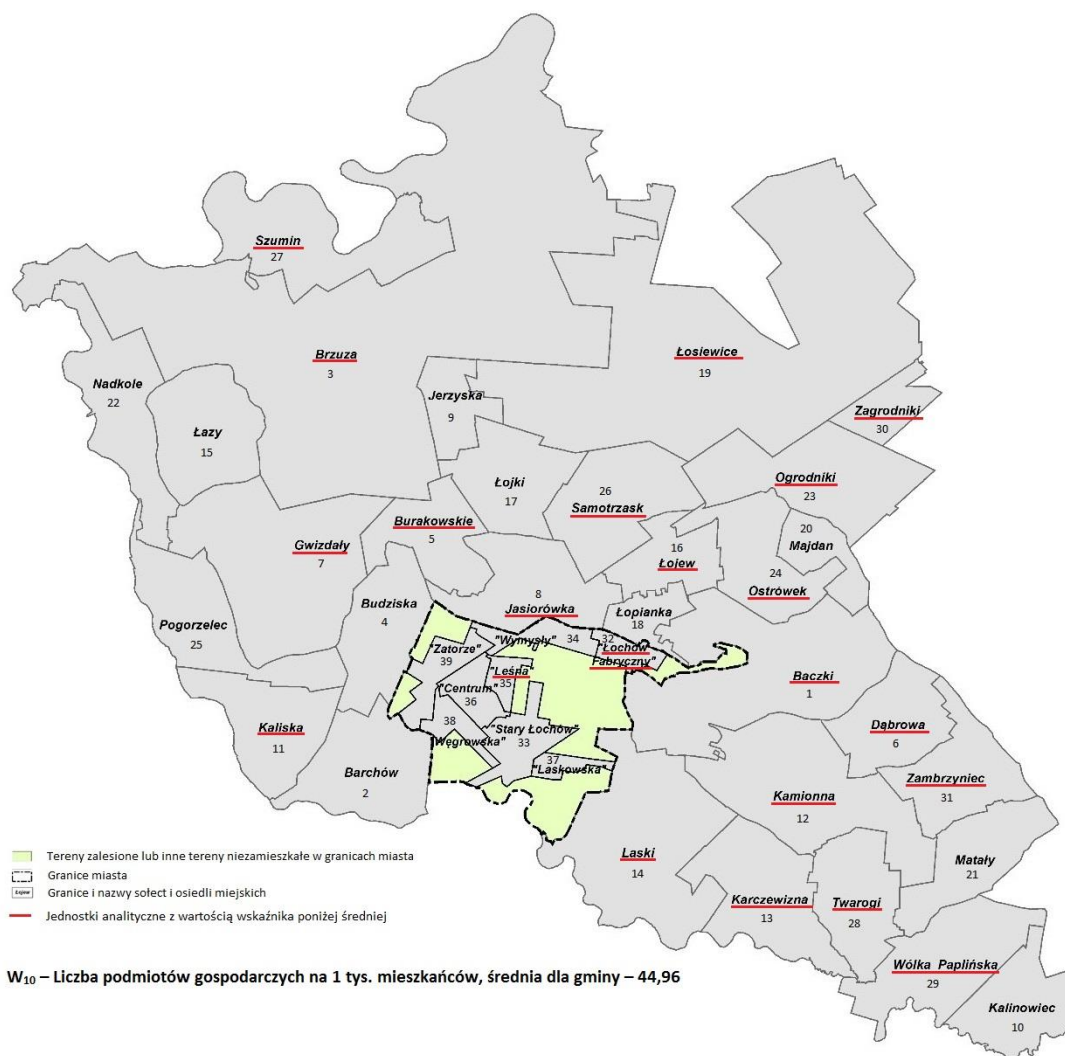 Szumin
27
Brzuza
3
Łosiewice
19
Nadkole
22
Jerzyska
9
Zagrodniki
30
Łazy
15
Ogrodniki
23
Łojki
17
26
Samotrzask
Burakowskie
5
20
Majdan
Gwizdały
7
16
Łojew
24
Ostrówek
8
Jasiorówka
Budziska
4
Łopianka
18
Pogorzelec
25
"Wymysły"
34
32
"Łochów
Fabryczny"
"Zatorze"
39
"Leśna"
35
Baczki
1
"Centrum"
36
Kaliska
11
38
"Węgrowska"
"Stary Łochów"
33
Dąbrowa
6
37
"Laskowska"
Barchów
2
Zambrzyniec
31
Kamionna
12
Laski
14
Matały
21
Karczewizna
13
Twarogi
28
Wólka Paplińska
29
Kalinowiec
10
Tereny zalesione lub inne tereny niezamieszkałe w granicach miasta
Granice miasta
Granice i nazwy sołect i osiedli miejskich
Jednostki analityczne z wartością wskaźnika poniżej średniej
W₁₀ – Liczba podmiotów gospodarczych na 1 tys. mieszkańców, średnia dla gminy – 44,96